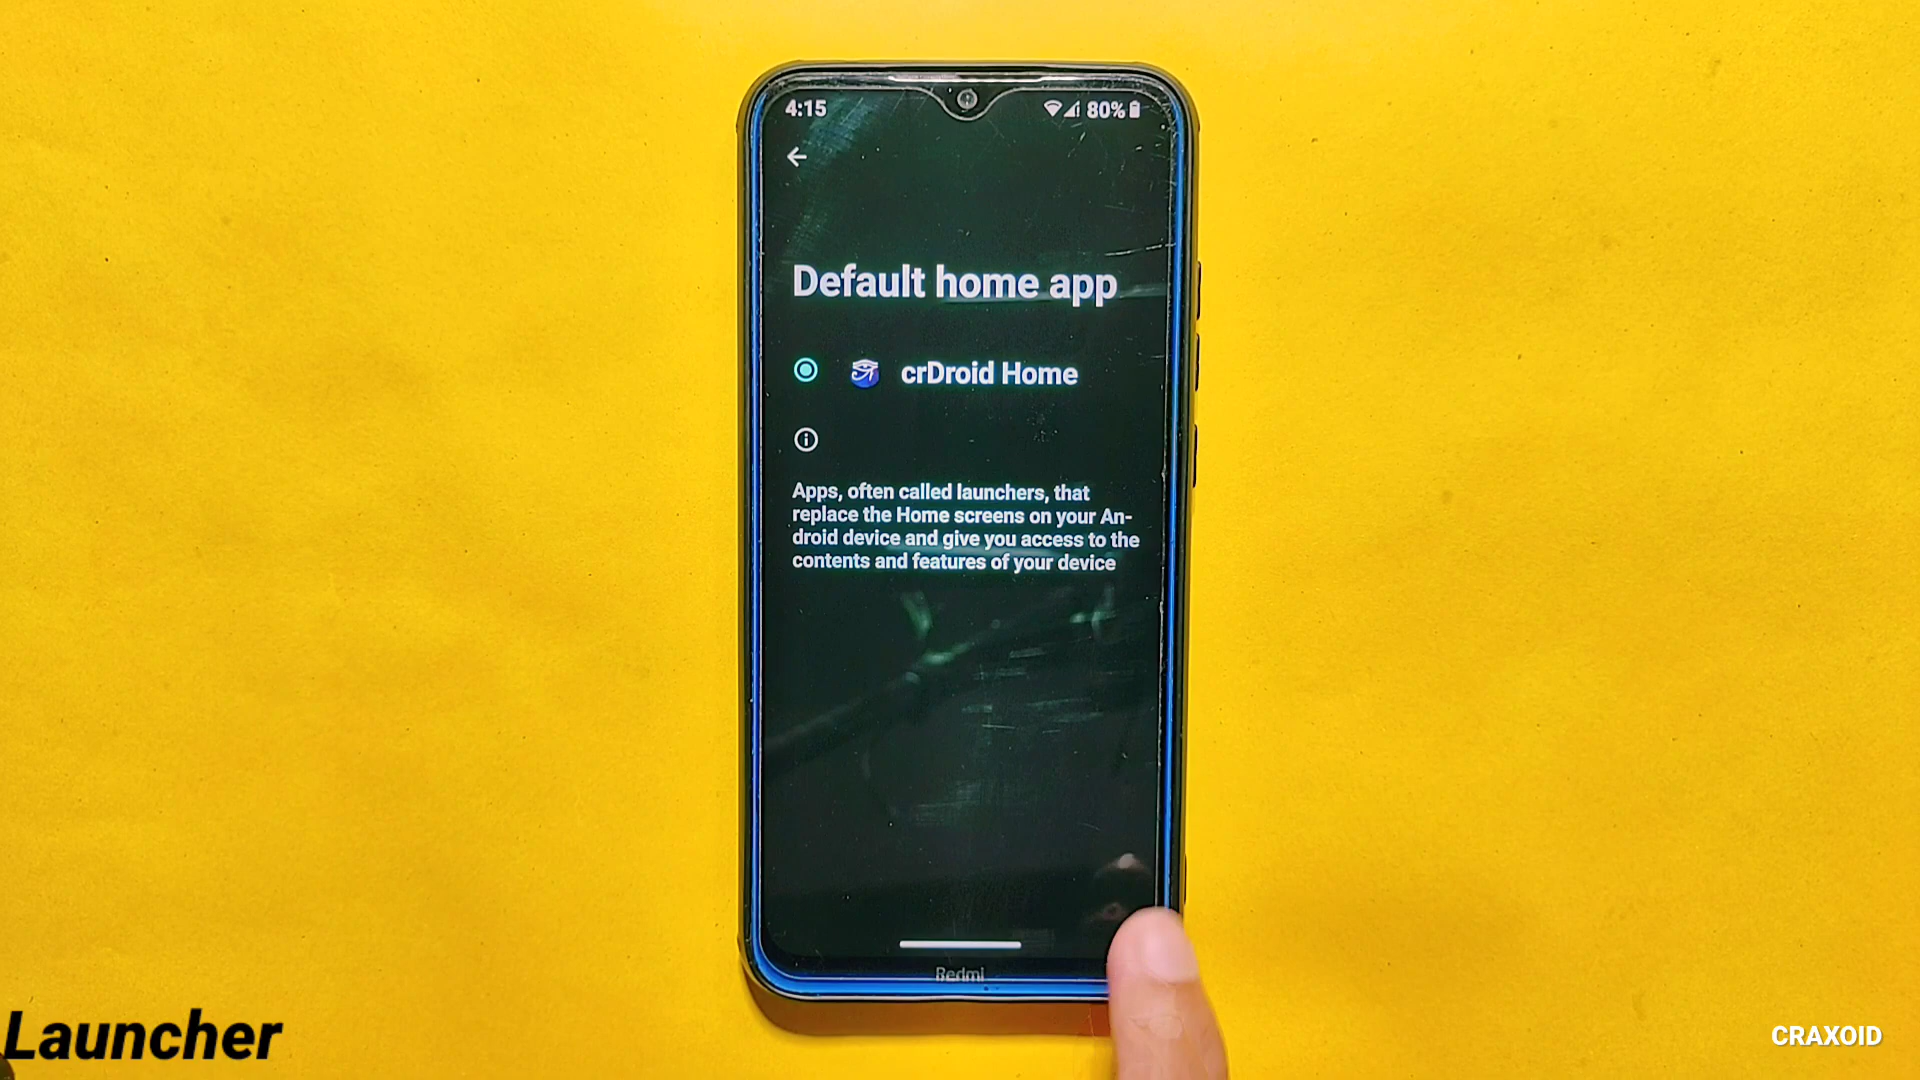 4:15
80%
Default home app
crDroid Home
Apps, often called launchers, that
replace the Home screens on your An-
droid device and give you access to the
contents and features of your device
Redmi
Launcher
CRAXOID